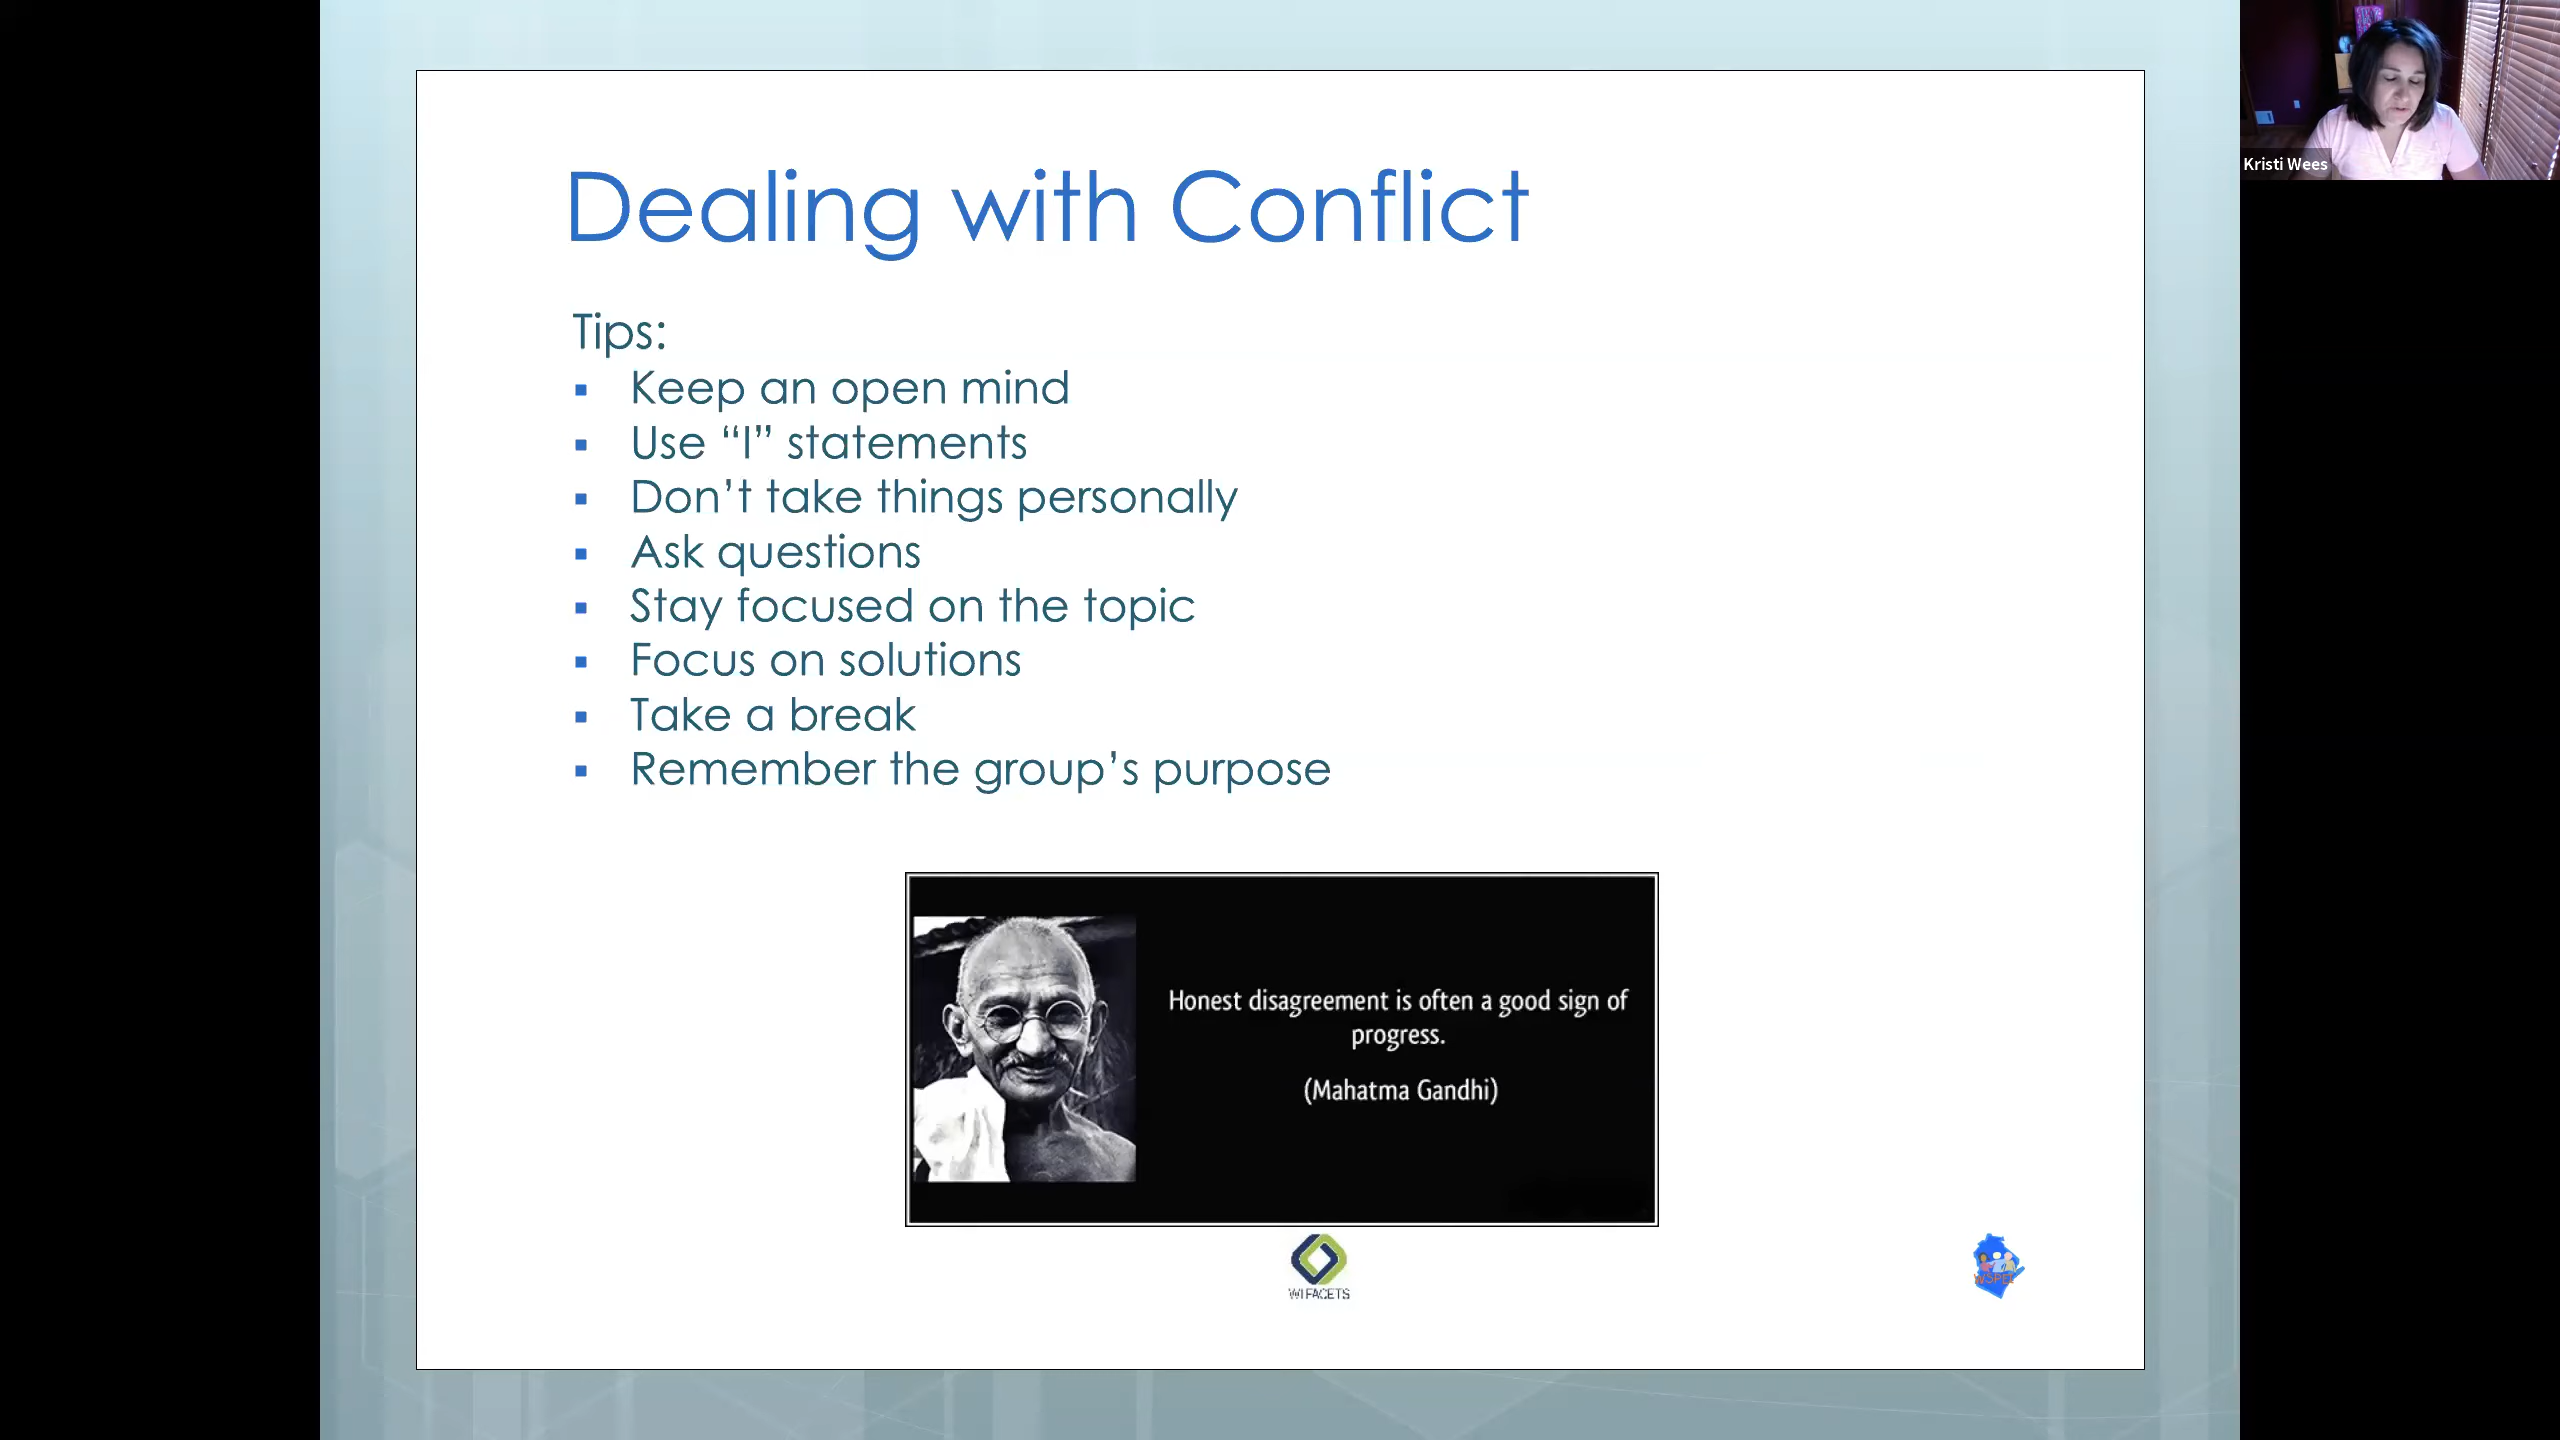 Dealing with Conflict
Kristi Wees
Tips:
▪ Keep an open mind
▪ Use “I” statements
▪ Don’t take things personally
▪ Ask questions
▪ Stay focused on the topic
▪ Focus on solutions
▪ Take a break
▪ Remember the group’s purpose
Honest disagreement is often a good sign of
progress.
(Mahatma Gandhi)
WI FACETS
WSPEI